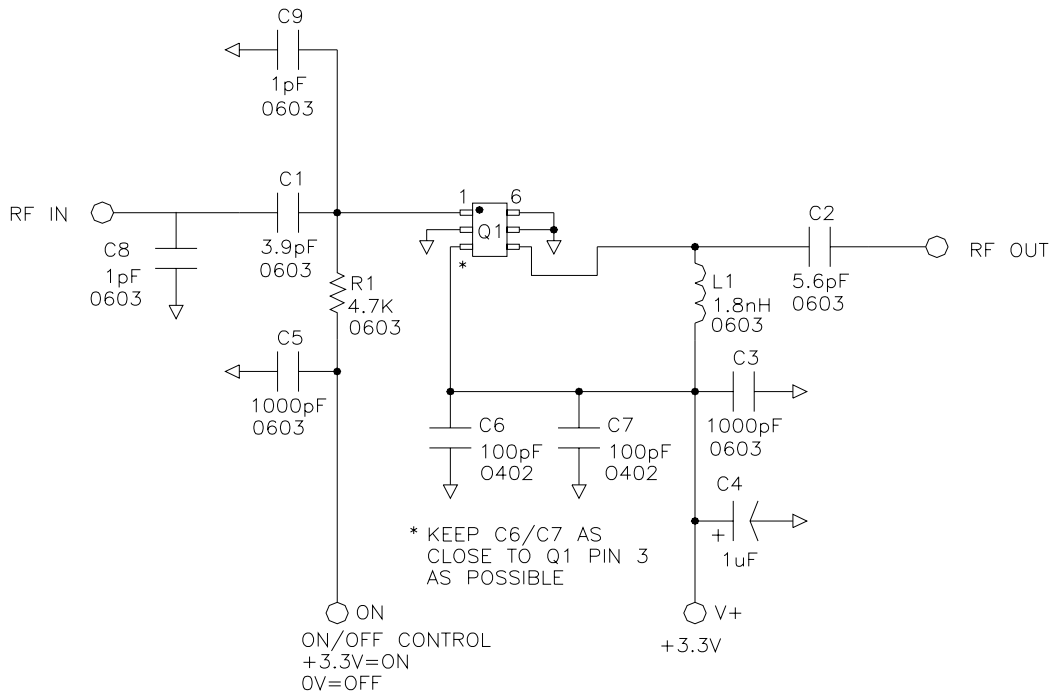 C9
1pF
0603
C1
3.9pF
0603
RF IN
C8
1pF
0603
R1
4.7K
0603
C5
1000pF
0603
1
6
Q1
*
C2
5.6pF
0603
RF OUT
L1
1.8nH
0603
C3
1000pF
0603
C6
100pF
0402
C7
100pF
0402
C4
+
1uF
* KEEP C6/C7 AS
CLOSE TO Q1 PIN 3
AS POSSIBLE
ON
ON/OFF CONTROL
+3.3V=ON
0V=OFF
V+
+3.3V